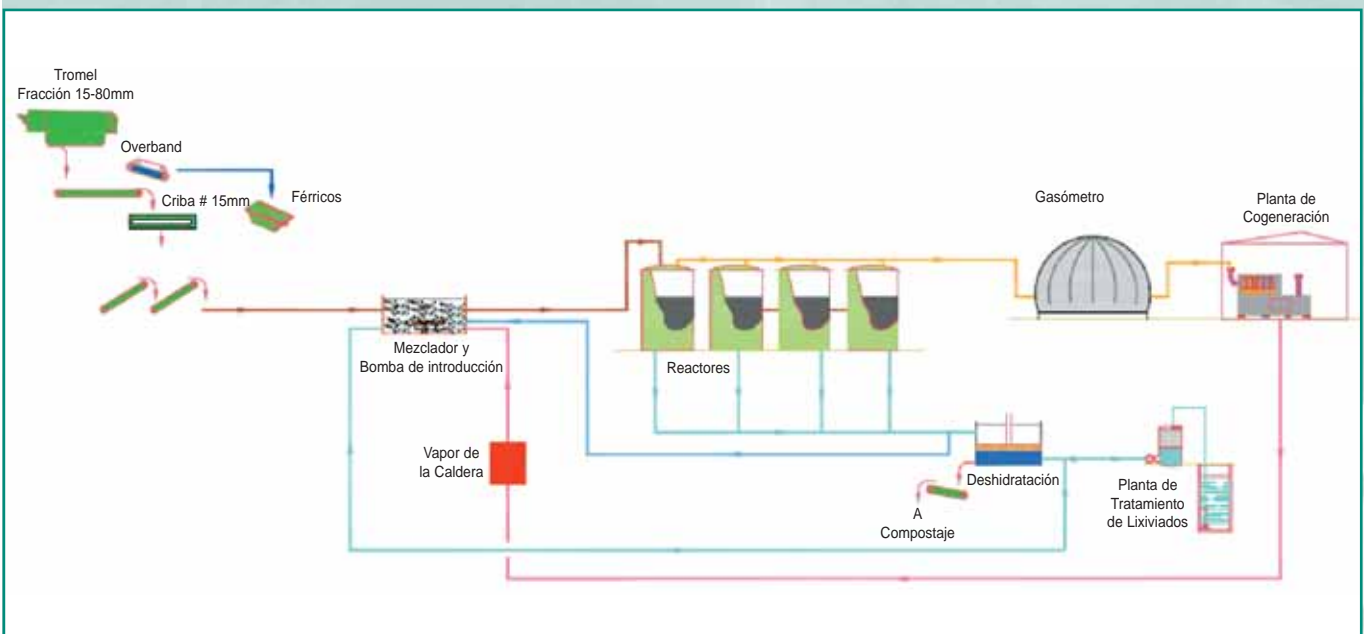 Tromel
Fracción 15-80mm
Overband
Criba # 15mm
Férricos
Gasómetro
Planta de
Cogeneración
Mezclador y
Bomba de introducción
Reactores
Vapor de
la Caldera
Deshidratación
A
Compostaje
Planta de
Tratamiento
de Lixiviados